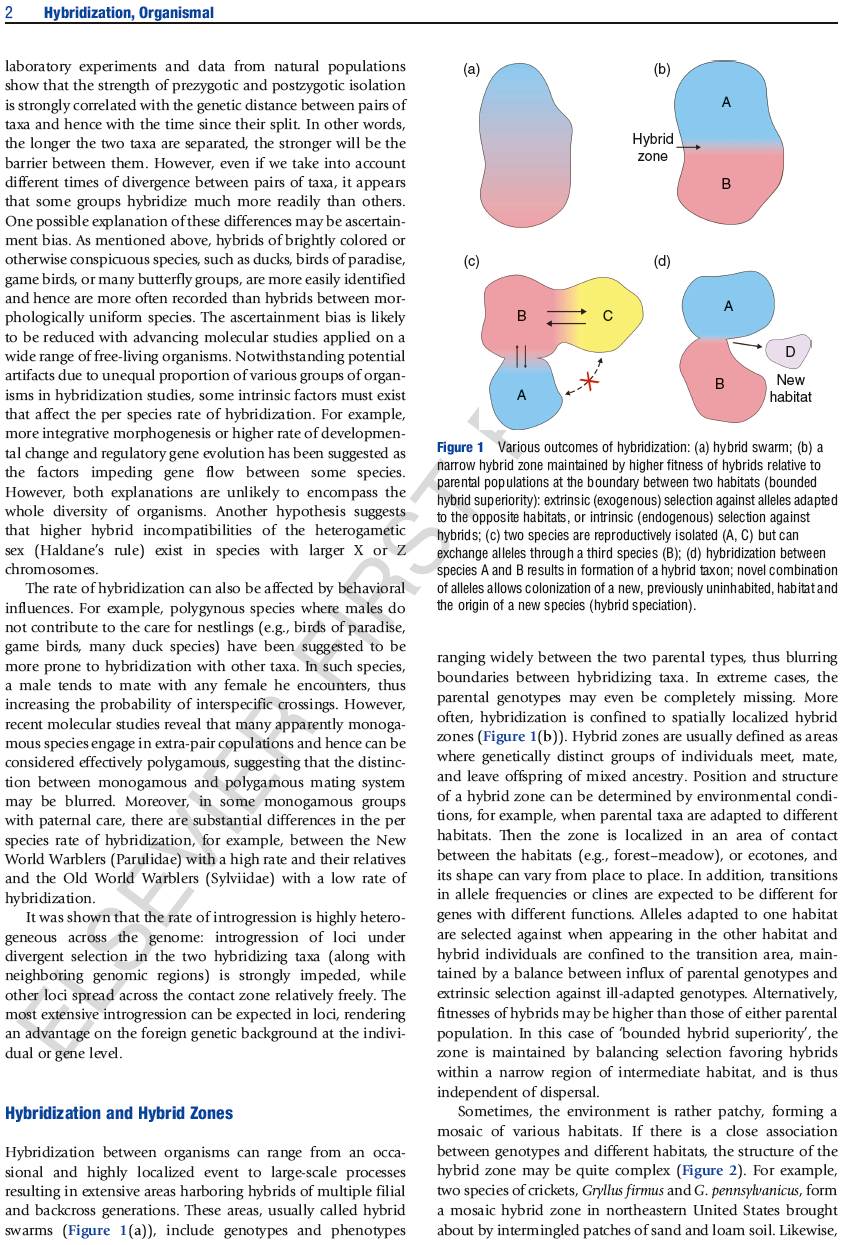 2 Hybridization, Organismal
laboratory experiments and data from natural populations
show that the strength of prezygotic and postzygotic isolation
is strongly correlated with the genetic distance between pairs of
taxa and hence with the time since their split. In other words,
the longer the two taxa are separated, the stronger will be the
barrier between them. However, even if we take into account
different times of divergence between pairs of taxa, it appears
that some groups hybridize much more readily than others.
One possible explanation of these differences may be ascertain-
ment bias. As mentioned above, hybrids of brightly colored or
otherwise conspicuous species, such as ducks, birds of paradise,
game birds, or many butterfly groups, are more easily identified
and hence are more often recorded than hybrids between mor-
phologically uniform species. The ascertainment bias is likely
to be reduced with advancing molecular studies applied on a
wide range of free-living organisms. Notwithstanding potential
artifacts due to unequal proportion of various groups of organ-
isms in hybridization studies, some intrinsic factors must exist
that affect the per species rate of hybridization. For example,
more integrative morphogenesis or higher rate of developmen-
tal change and regulatory gene evolution has been suggested as
the factors impeding gene flow between some species.
However, both explanations are unlikely to encompass the
whole diversity of organisms. Another hypothesis suggests
that higher hybrid incompatibilities of the heterogametic
sex (Haldane's rule) exist in species with larger X or Z
chromosomes.
The rate of hybridization can also be affected by behavioral
influences. For example, polygynous species where males do
not contribute to the care for nestlings (e.g., birds of paradise,
game birds, many duck species) have been suggested to be
more prone to hybridization with other taxa. In such species,
a male tends to mate with any female he encounters, thus
increasing the probability of interspecific crossings. However,
recent molecular studies reveal that many apparently monoga-
mous species engage in extra-pair copulations and hence can be
considered effectively polygamous, suggesting that the distinc-
tion between monogamous and polygamous mating system
may be blurred. Moreover, in some monogamous groups
with paternal care, there are substantial differences in the per
species rate of hybridization, for example, between the New
World Warblers (Parulidae) with a high rate and their relatives
and the Old World Warblers (Sylviidae) with a low rate of
hybridization.
It was shown that the rate of introgression is highly hetero-
geneous across the genome: introgression of loci under
divergent selection in the two hybridizing taxa (along with
neighboring genomic regions) is strongly impeded, while
other loci spread across the contact zone relatively freely. The
most extensive introgression can be expected in loci, rendering
an advantage on the foreign genetic background at the indivi-
dual or gene level.
Hybridization and Hybrid Zones
Hybridization between organisms can range from an occa-
sional and highly localized event to large-scale processes
resulting in extensive areas harboring hybrids of multiple filial
and backcross generations. These areas, usually called hybrid
swarms (Figure 1(a)), include genotypes and phenotypes
(a)
(b)
A
Hybrid
zone
B
(c)
B
C
A
(d)
A
D
B
New
habitat
Figure 1 Various outcomes of hybridization: (a) hybrid swarm; (b) a
narrow hybrid zone maintained by higher fitness of hybrids relative to
parental populations at the boundary between two habitats (bounded
hybrid superiority): extrinsic (exogenous) selection against alleles adapted
to the opposite habitats, or intrinsic (endogenous) selection against
hybrids; (c) two species are reproductively isolated (A, C) but can
exchange alleles through a third species (B); (d) hybridization between
species A and B results in formation of a hybrid taxon; novel combination
of alleles allows colonization of a new, previously uninhabited, habitat and
the origin of a new species (hybrid speciation).
ranging widely between the two parental types, thus blurring
boundaries between hybridizing taxa. In extreme cases, the
parental genotypes may even be completely missing. More
often, hybridization is confined to spatially localized hybrid
zones (Figure 1(b)). Hybrid zones are usually defined as areas
where genetically distinct groups of individuals meet, mate,
and leave offspring of mixed ancestry. Position and structure
of a hybrid zone can be determined by environmental condi-
tions, for example, when parental taxa are adapted to different
habitats. Then the zone is localized in an area of contact
between the habitats (e.g., forest–meadow), or ecotones, and
its shape can vary from place to place. In addition, transitions
in allele frequencies or clines are expected to be different for
genes with different functions. Alleles adapted to one habitat
are selected against when appearing in the other habitat and
hybrid individuals are confined to the transition area, main-
tained by a balance between influx of parental genotypes and
extrinsic selection against ill-adapted genotypes. Alternatively,
fitnesses of hybrids may be higher than those of either parental
population. In this case of 'bounded hybrid superiority', the
zone is maintained by balancing selection favoring hybrids
within a narrow region of intermediate habitat, and is thus
independent of dispersal.
Sometimes, the environment is rather patchy, forming a
mosaic of various habitats. If there is a close association
between genotypes and different habitats, the structure of the
hybrid zone may be quite complex (Figure 2). For example,
two species of crickets, Gryllus firmus and G. pennsylvanicus, form
a mosaic hybrid zone in northeastern United States brought
about by intermingled patches of sand and loam soil. Likewise,
ELSEVIER FIRST